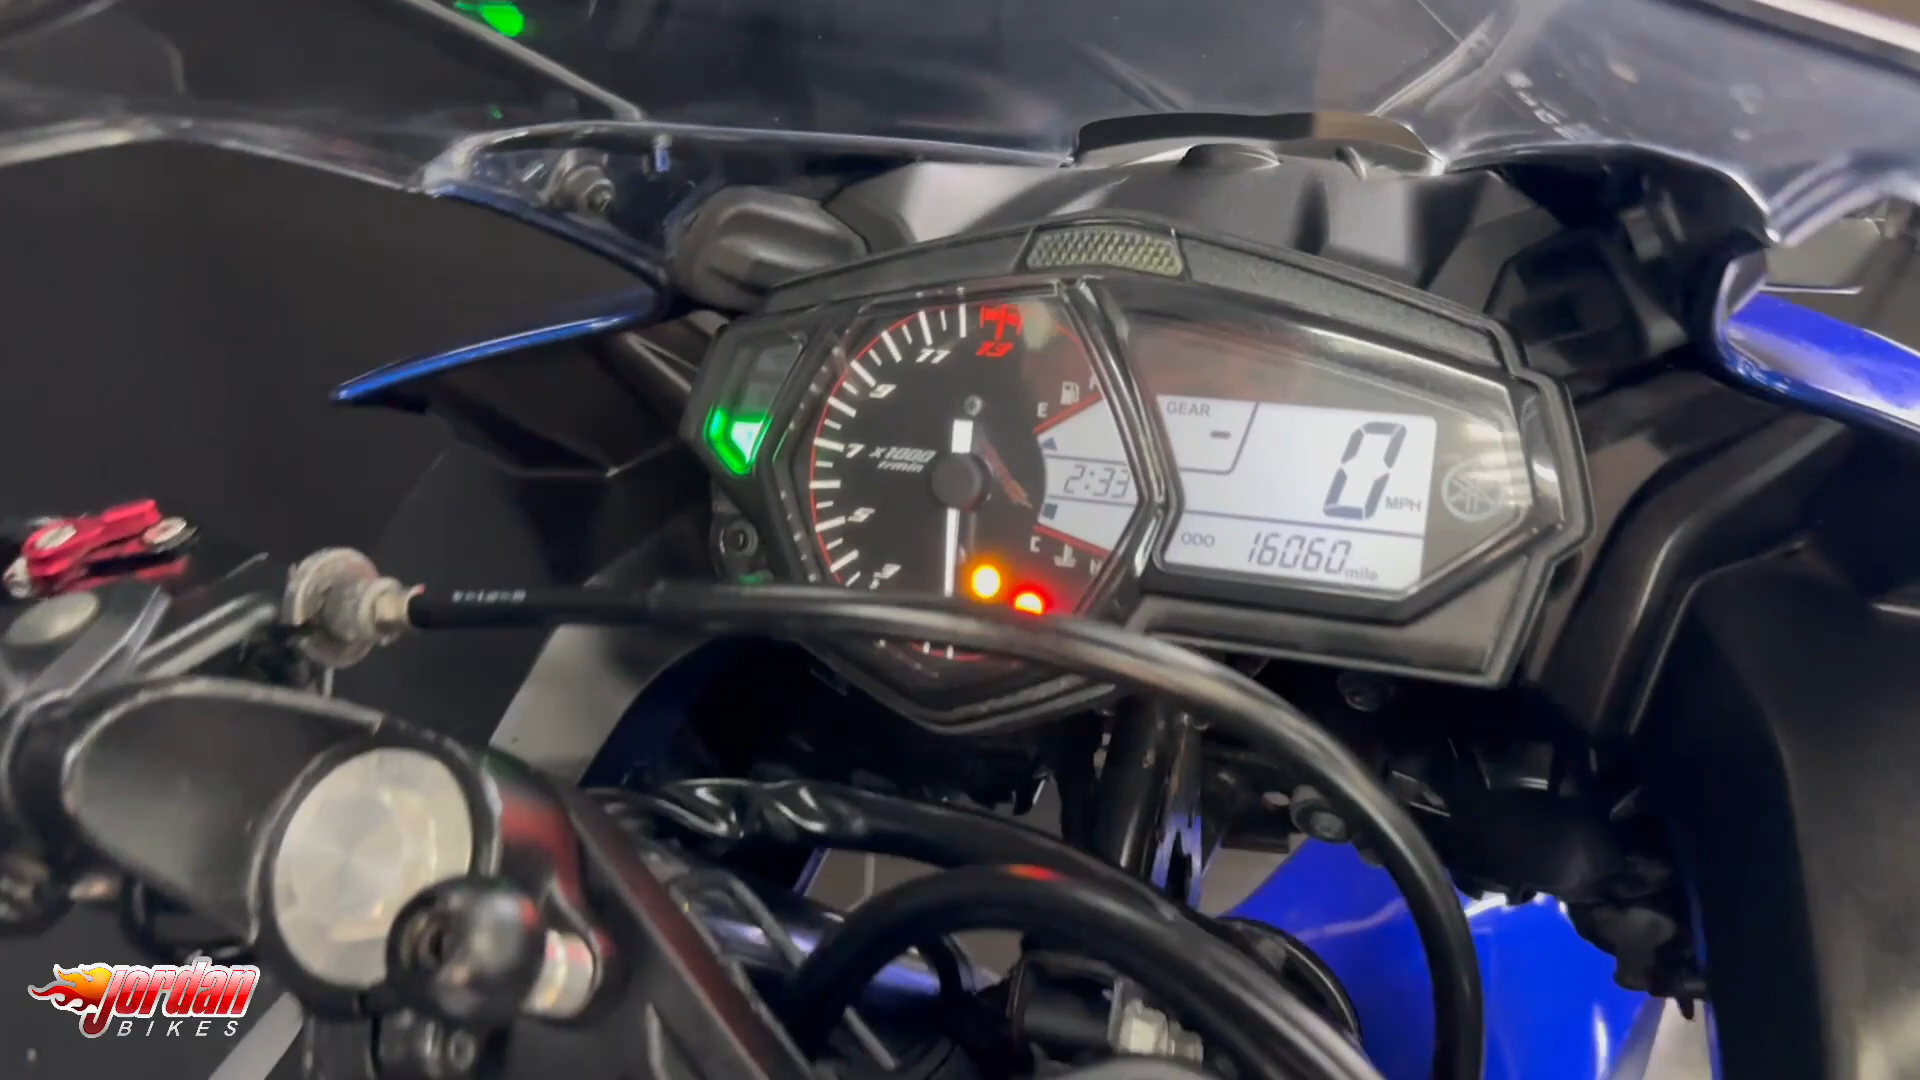 13
11
9
7
x1000
r/min
5
E
GEAR
-
0
MPH
2:33
ODO
16060
mile
C
Jordan
BIKES